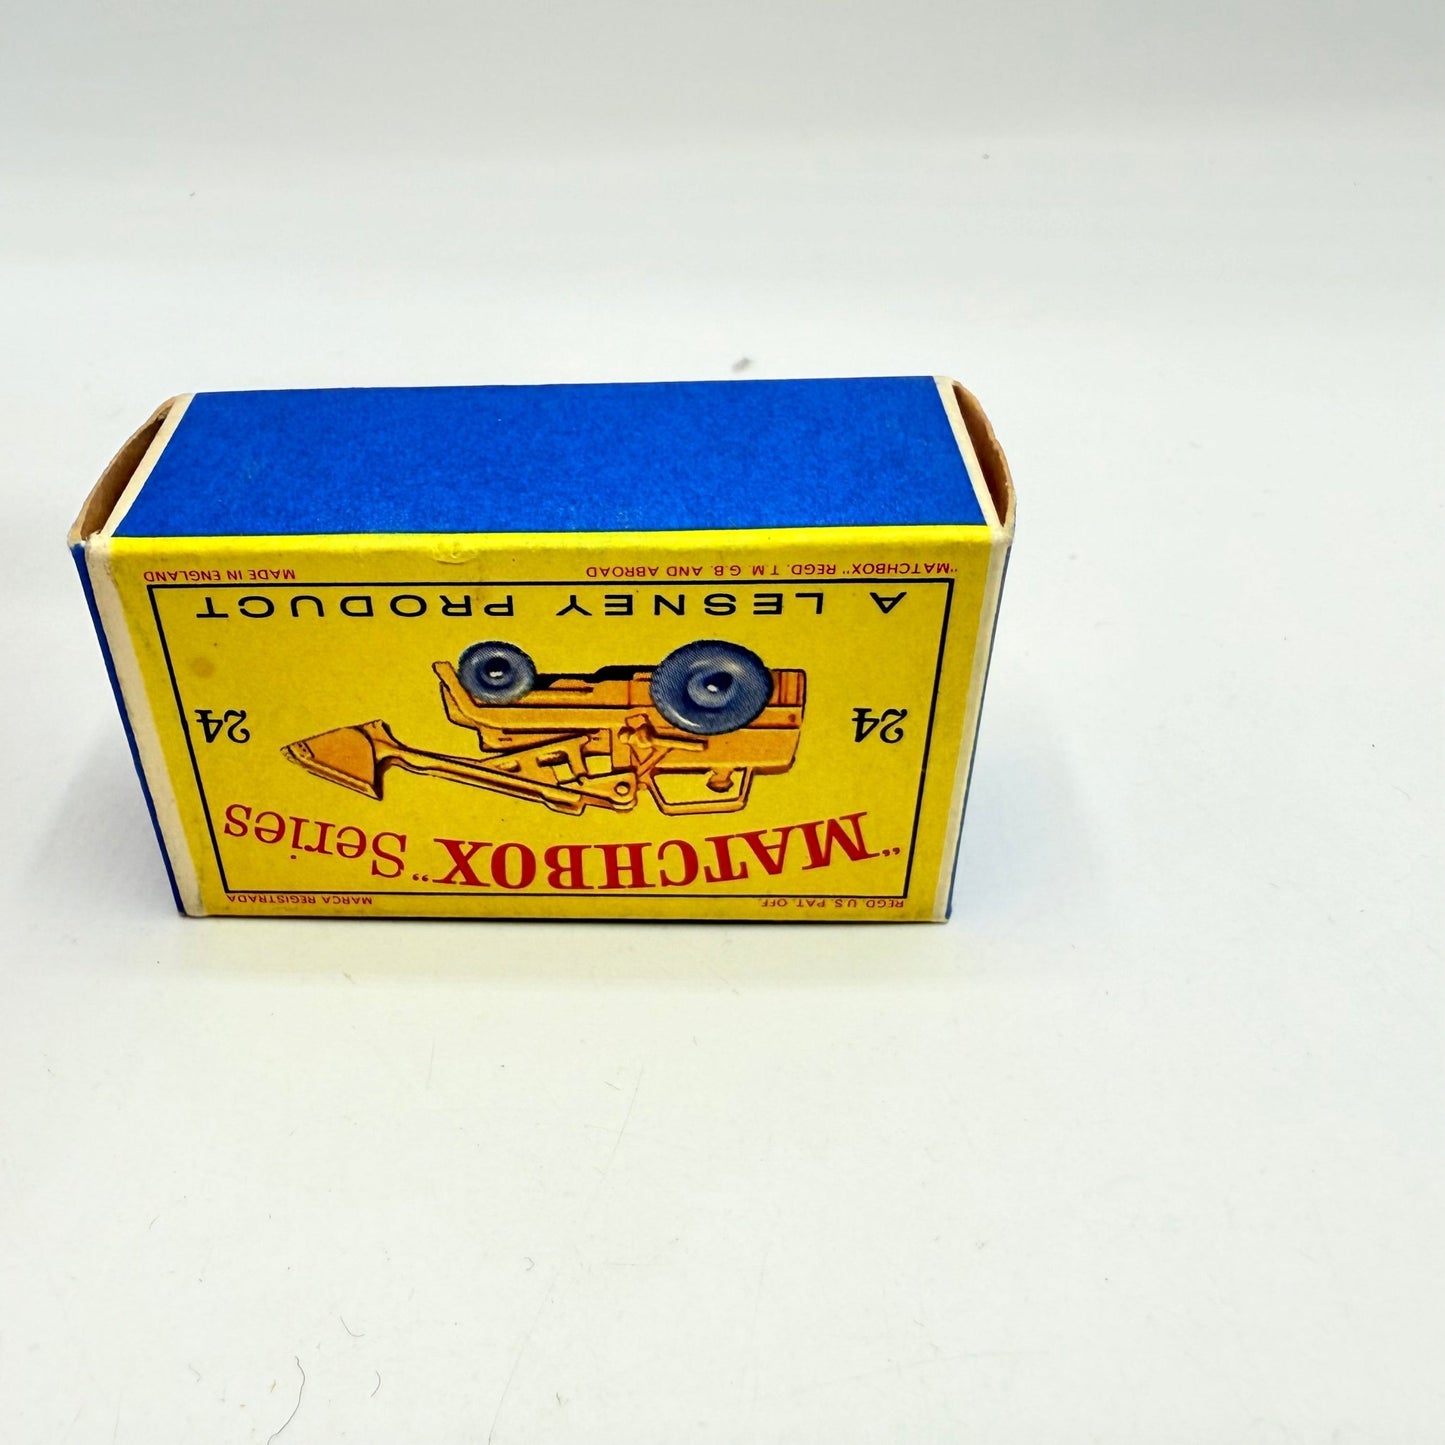 REGD. U.S. PAT. OFF. MARCA REGISTRADA
"MATCHBOX" Series
24 24
A LESNEY PRODUCT
"MATCHBOX" REGD. T.M. G.B. AND ABROAD MADE IN ENGLAND